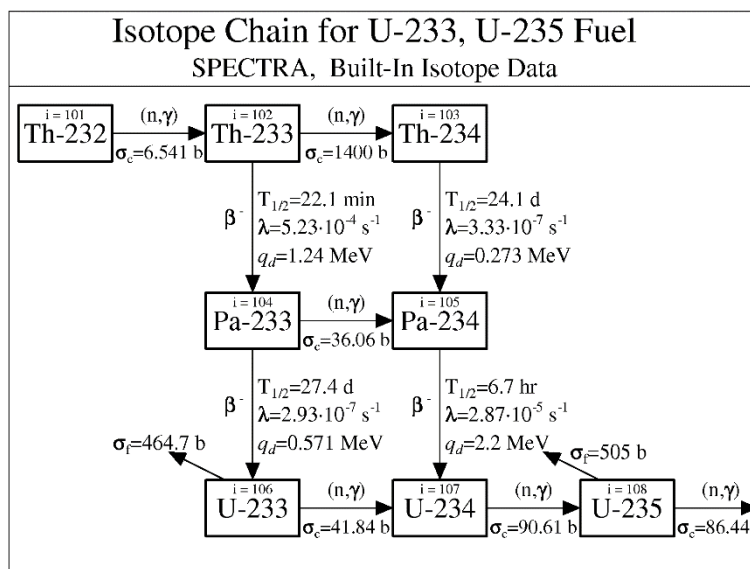 Isotope Chain for U-233, U-235 Fuel
SPECTRA, Built-In Isotope Data
i = 101
Th-232
(n,γ)
σc=6.541 b
i = 102
Th-233
(n,γ)
σc=1400 b
i = 103
Th-234
β -
T1/2=22.1 min
λ=5.23·10-4 s-1
qd=1.24 MeV
β -
T1/2=24.1 d
λ=3.33·10-7 s-1
qd=0.273 MeV
i = 104
Pa-233
(n,γ)
σc=36.06 b
i = 105
Pa-234
β -
T1/2=27.4 d
λ=2.93·10-7 s-1
qd=0.571 MeV
β -
T1/2=6.7 hr
λ=2.87·10-5 s-1
qd=2.2 MeV
σf=464.7 b
σf=505 b
i = 106
U-233
(n,γ)
σc=41.84 b
i = 107
U-234
(n,γ)
σc=90.61 b
i = 108
U-235
(n,γ)
σc=86.44